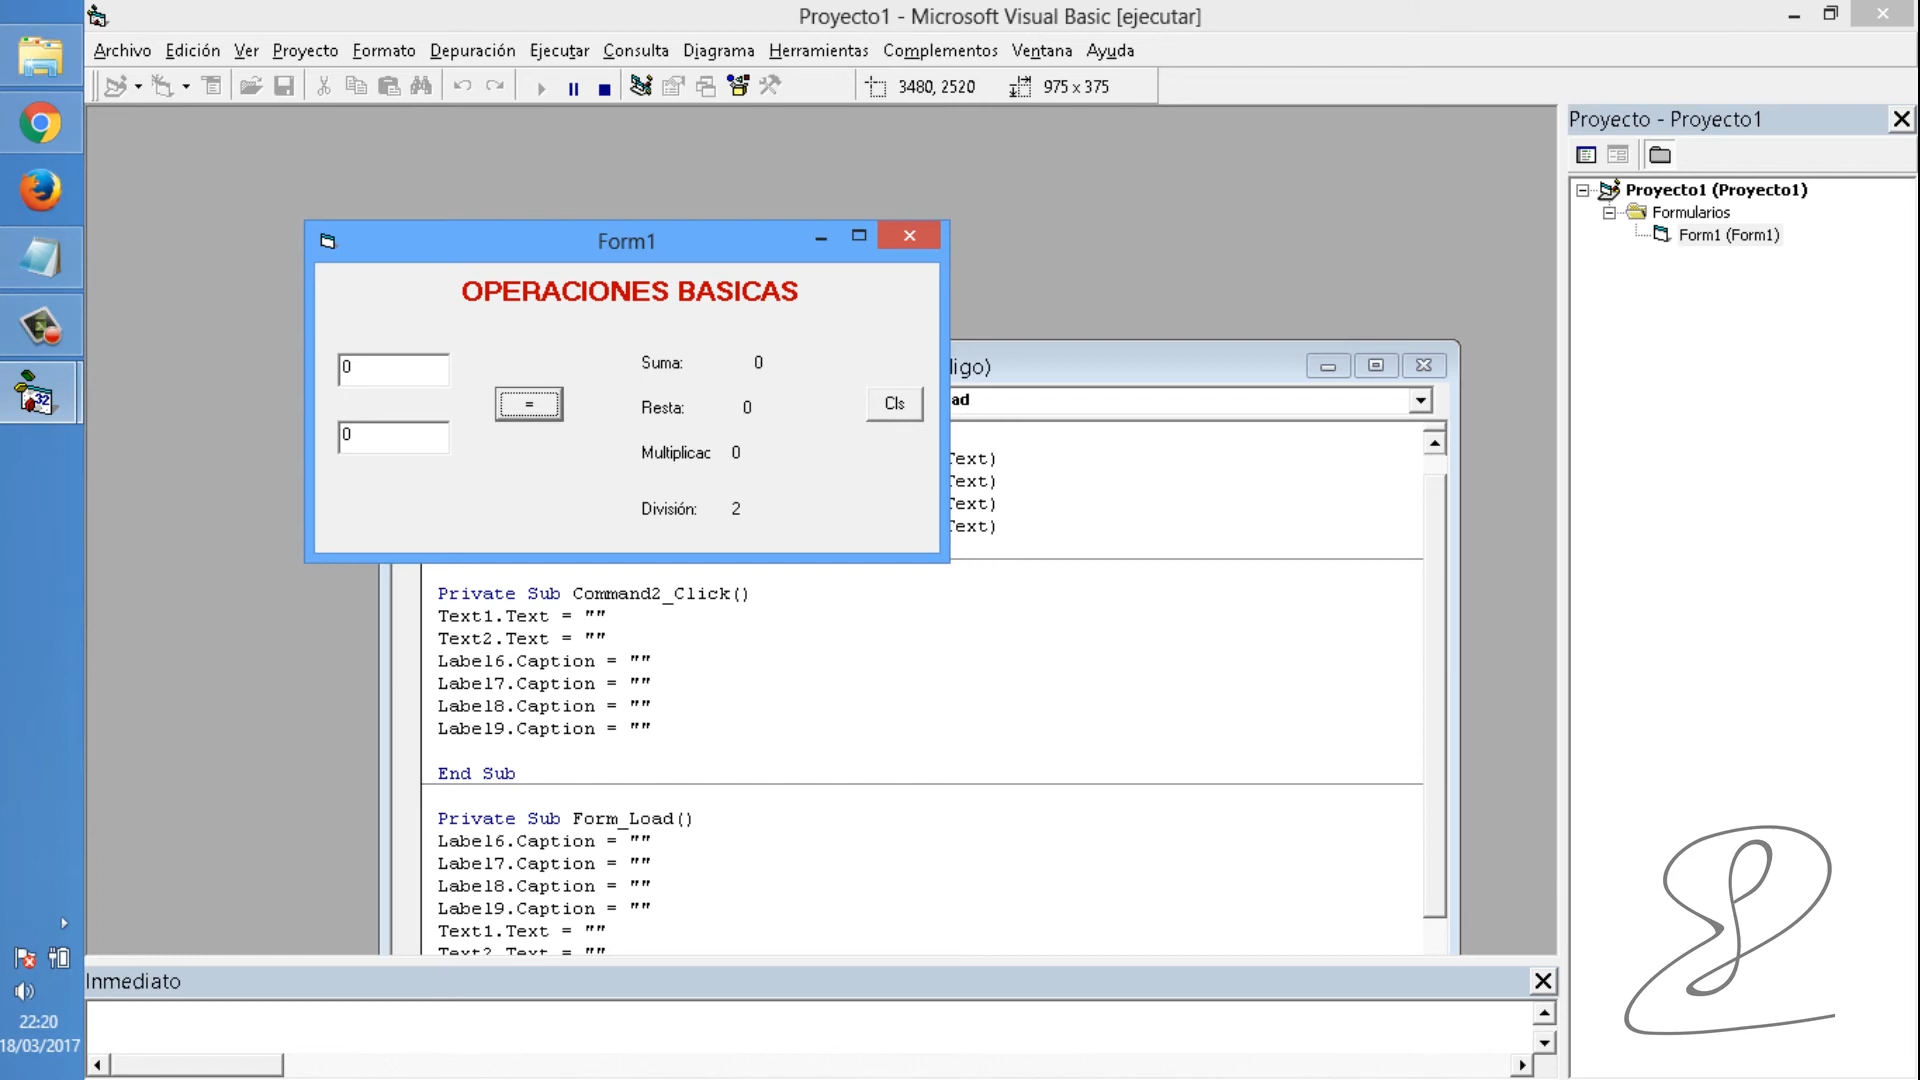 Proyecto1 - Microsoft Visual Basic [ejecutar]
Archivo Edición Ver Proyecto Formato Depuración Ejecutar Consulta Diagrama Herramientas Complementos Ventana Ayuda
3480, 2520 975 x 375
Proyecto - Proyecto1
Proyecto1 (Proyecto1)
Formularios
Form1 (Form1)
Form1
OPERACIONES BASICAS
0
0
=
Suma: 0
Resta: 0
Multiplicac 0
División: 2
Cls
digo)
ad
Text)
Text)
Text)
Text)
Private Sub Command2_Click()
Text1.Text = ""
Text2.Text = ""
Label6.Caption = ""
Label7.Caption = ""
Label8.Caption = ""
Label9.Caption = ""
End Sub
Private Sub Form_Load()
Label6.Caption = ""
Label7.Caption = ""
Label8.Caption = ""
Label9.Caption = ""
Text1.Text = ""
Text2.Text = ""
Inmediato
22:20
18/03/2017